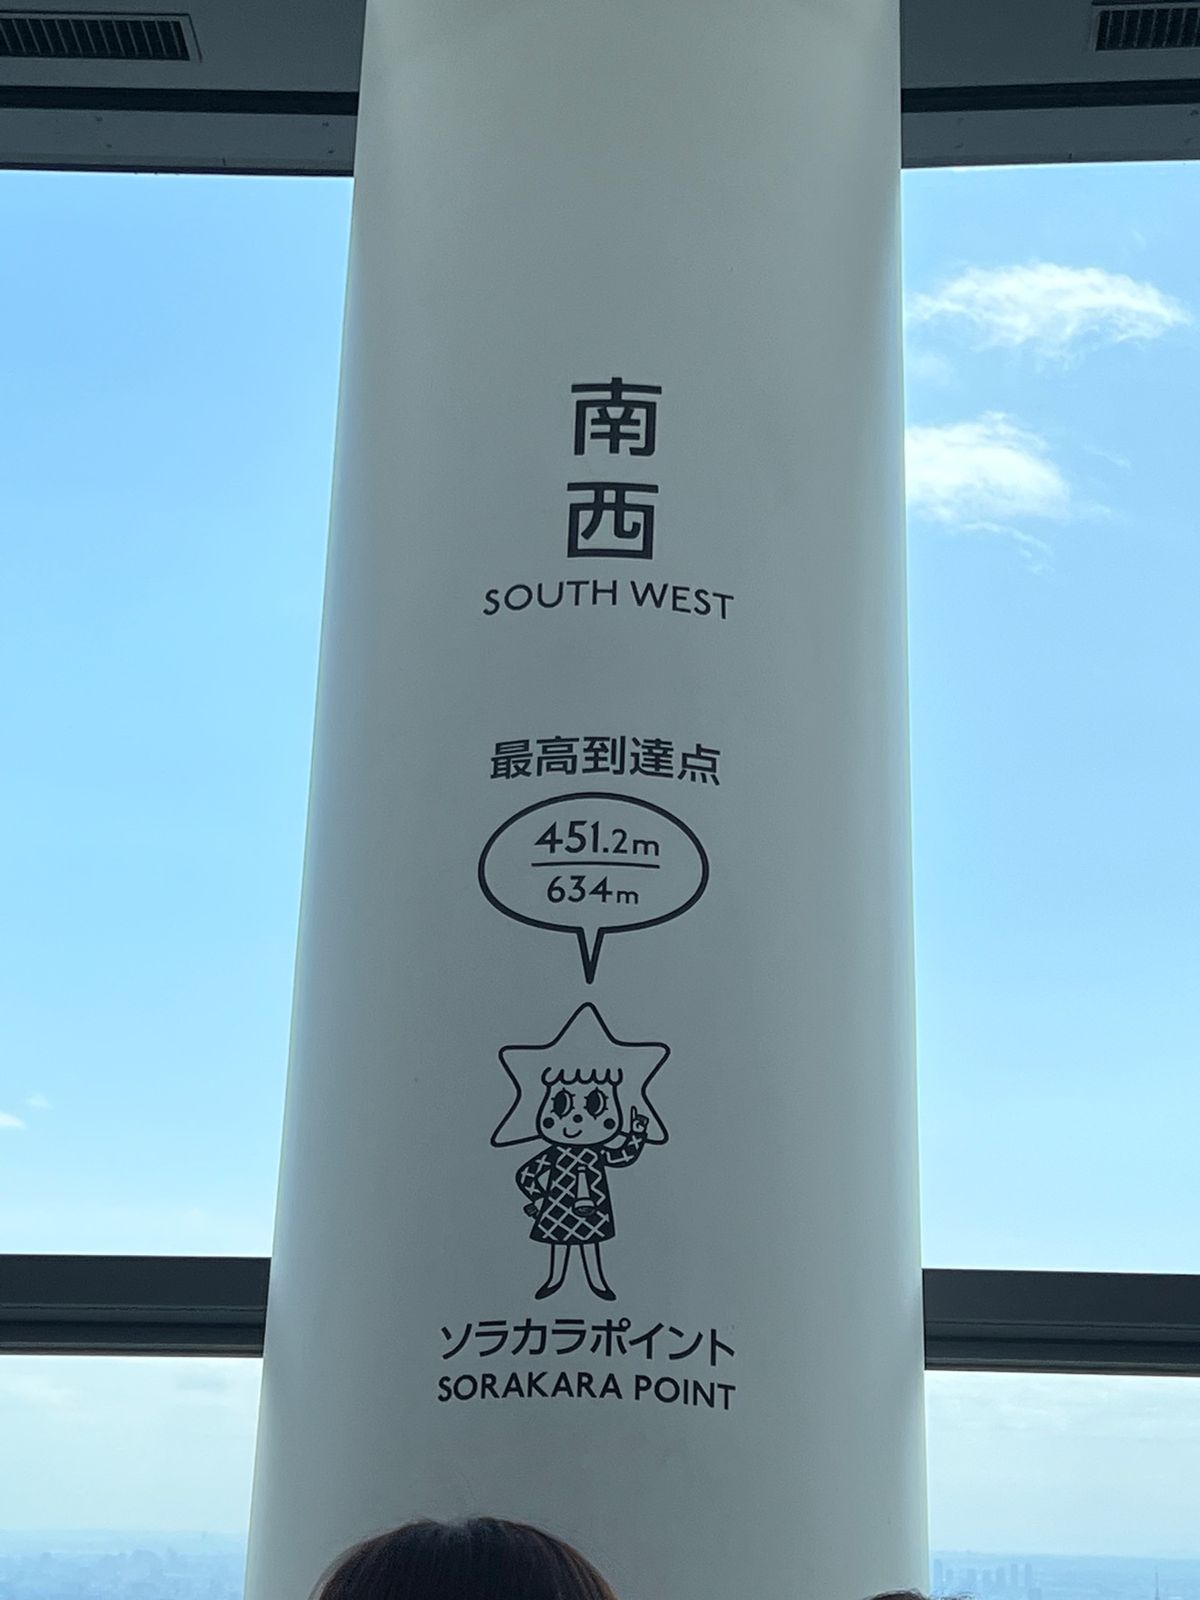 南
西
SOUTH WEST
最高到達点
451.2m
634m
ソラカラポイント
SORAKARA POINT